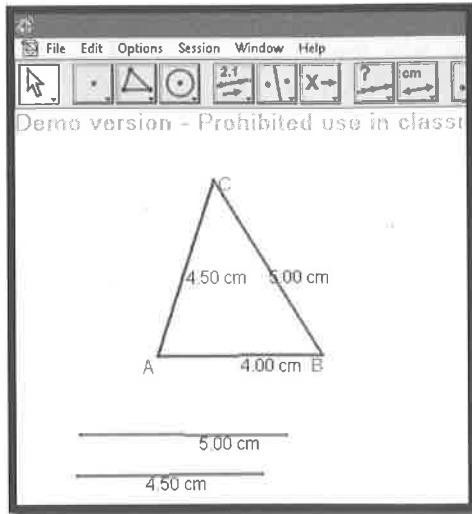 File Edit Options Session Window Help
2.1 X ? cm
Demo version - Prohibited use in classr
C
4.50 cm 5.00 cm
A 4.00 cm B
5.00 cm
4.50 cm